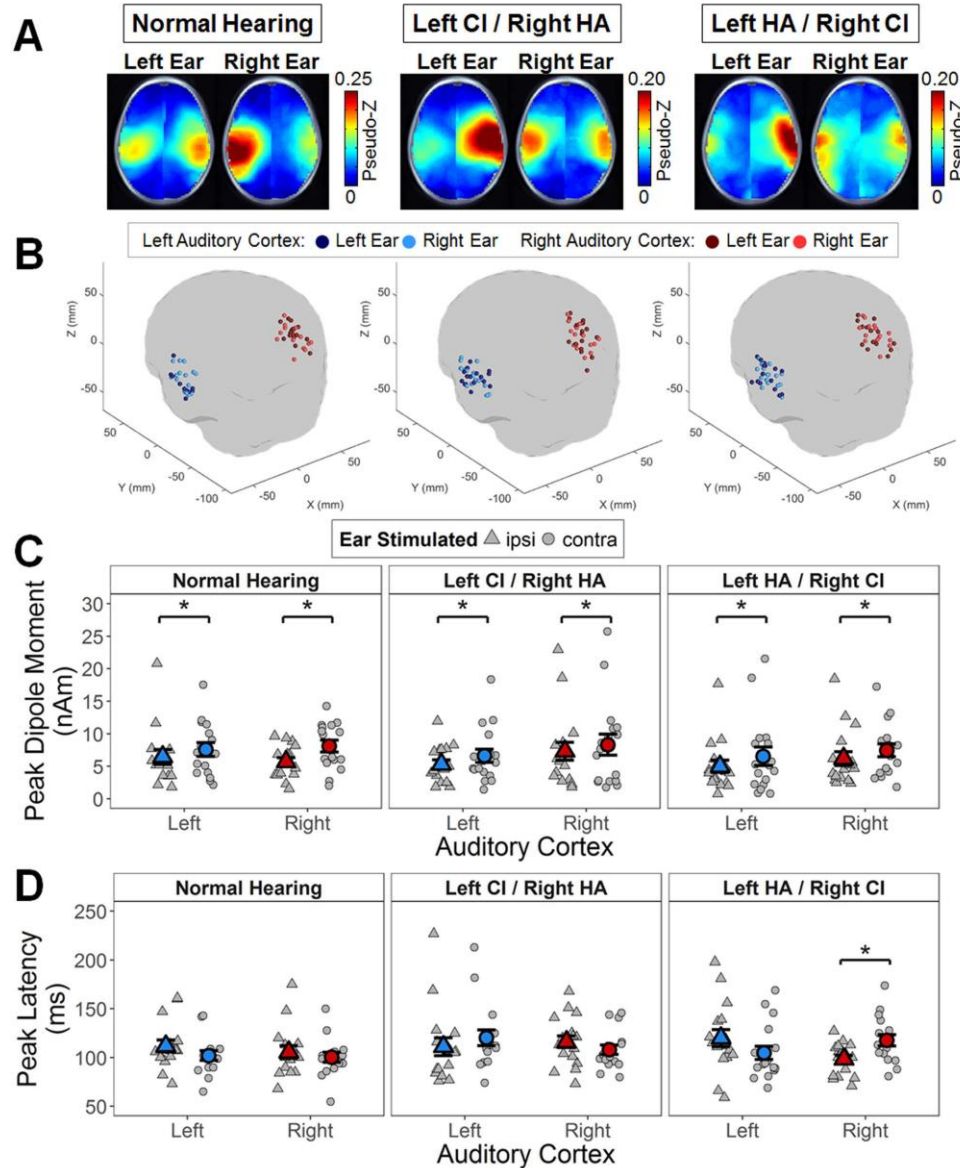 A
Normal Hearing
Left CI / Right HA
Left HA / Right CI
Left Ear Right Ear
Left Ear Right Ear
Left Ear Right Ear
0.25
Pseudo-Z
0
0.20
Pseudo-Z
0
0.20
Pseudo-Z
0
B
Left Auditory Cortex: Left Ear Right Ear Right Auditory Cortex: Left Ear Right Ear
Z (mm)
50
0
-50
50
0
-50
-100
Y (mm)
-50
0
50
X (mm)
Z (mm)
50
0
-50
50
0
-50
-100
Y (mm)
-50
0
50
X (mm)
Z (mm)
50
0
-50
50
0
-50
-100
Y (mm)
-50
0
50
X (mm)
C
Ear Stimulated ipsi contra
Normal Hearing
Left CI / Right HA
Left HA / Right CI
Peak Dipole Moment
(nAm)
30
25
20
15
10
5
0
* *
* *
* *
Left Right
Left Right
Left Right
Auditory Cortex
D
Normal Hearing
Left CI / Right HA
Left HA / Right CI
Peak Latency
(ms)
250
200
150
100
50
*
Left Right
Left Right
Left Right
Auditory Cortex